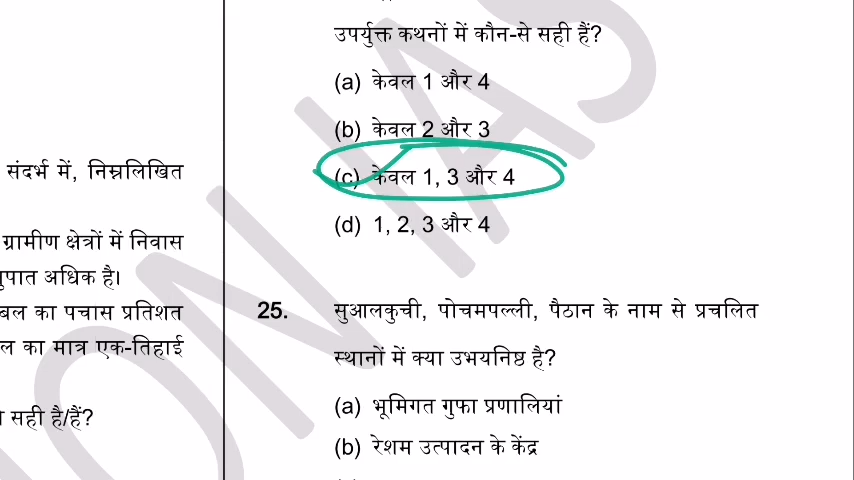 संदर्भ में, निम्नलिखित
ग्रामीण क्षेत्रों में निवास
अधिक है।
का पचास प्रतिशत
का मात्र एक-तिहाई
सही है/हैं?
उपर्युक्त कथनों में कौन-से सही हैं?
(a) केवल 1 और 4
(b) केवल 2 और 3
(c) केवल 1, 3 और 4
(d) 1, 2, 3 और 4
25. सुआलकुची, पोचमपल्ली, पैठान के नाम से प्रचलित
स्थानों में क्या उभयनिष्ठ है?
(a) भूमिगत गुफा प्रणालियां
(b) रेशम उत्पादन के केंद्र